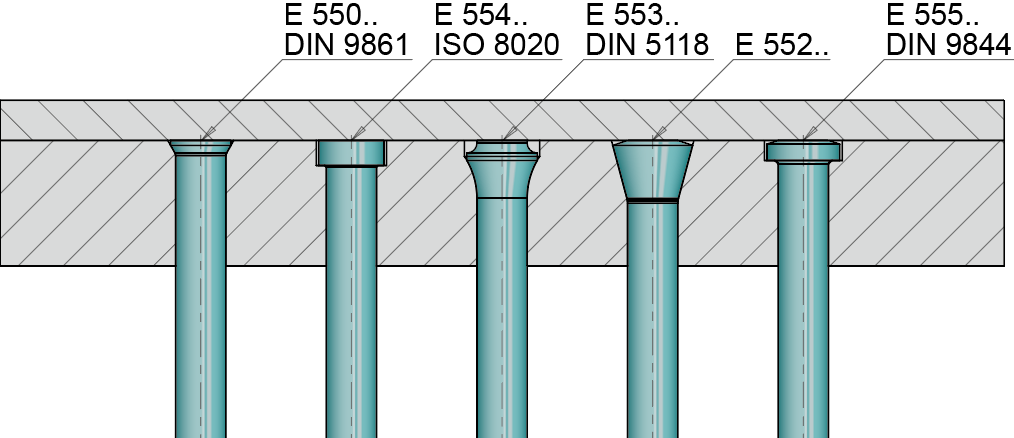 E 550..
DIN 9861
E 554..
ISO 8020
E 553..
DIN 5118
E 552..
E 555..
DIN 9844